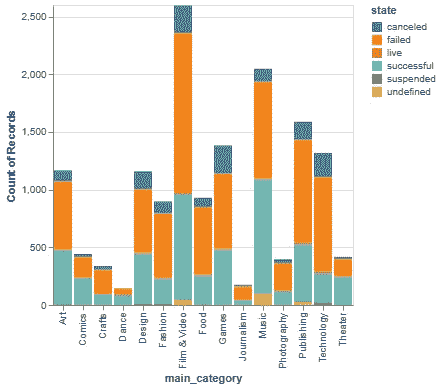 state
canceled
failed
live
successful
suspended
undefined
2,500
2,000
1,500
1,000
500
0
Count of Records
Art
Comics
Crafts
Dance
Design
Fashion
Film & Video
Food
Games
Journalism
Music
Photography
Publishing
Technology
Theater
main_category